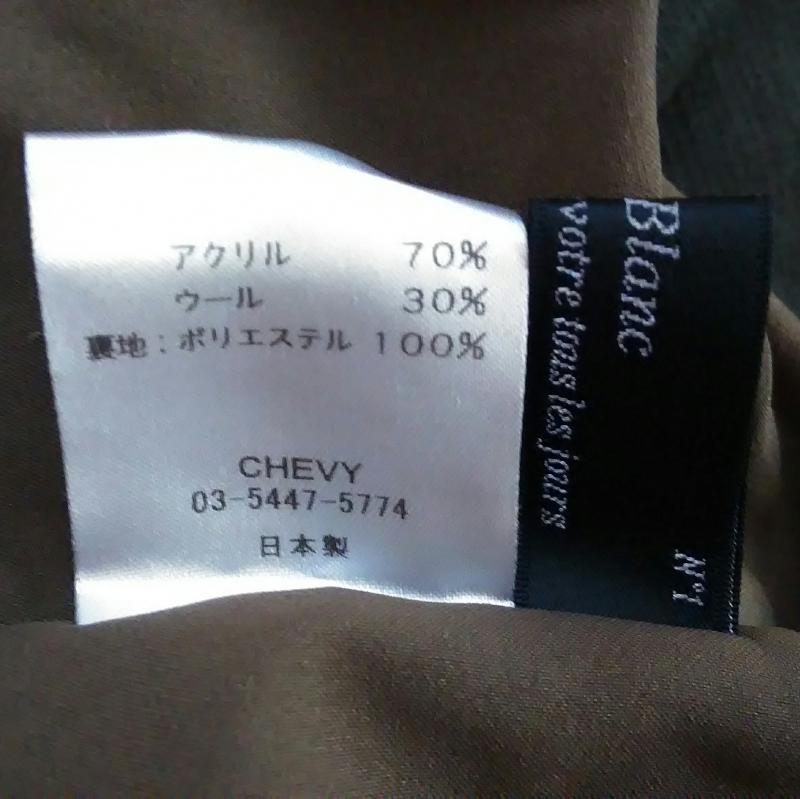 アクリル 70%
ウール 30%
裏地：ポリエステル 100%
CHEVY
03-5447-5774
日本製
Blanc
votre tous les jours
N°1